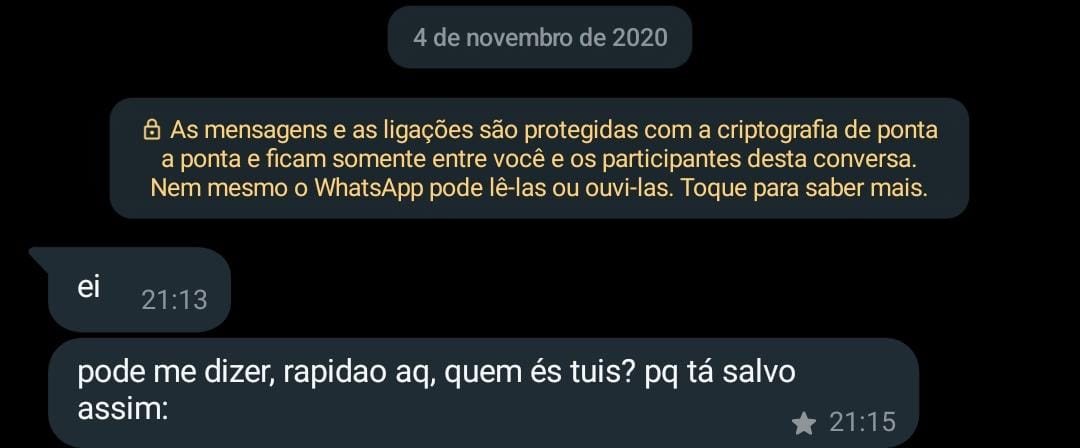 4 de novembro de 2020
As mensagens e as ligações são protegidas com a criptografia de ponta
a ponta e ficam somente entre você e os participantes desta conversa.
Nem mesmo o WhatsApp pode lê-las ou ouvi-las. Toque para saber mais.
ei 21:13
pode me dizer, rapidao aq, quem és tuis? pq tá salvo
assim:
21:15